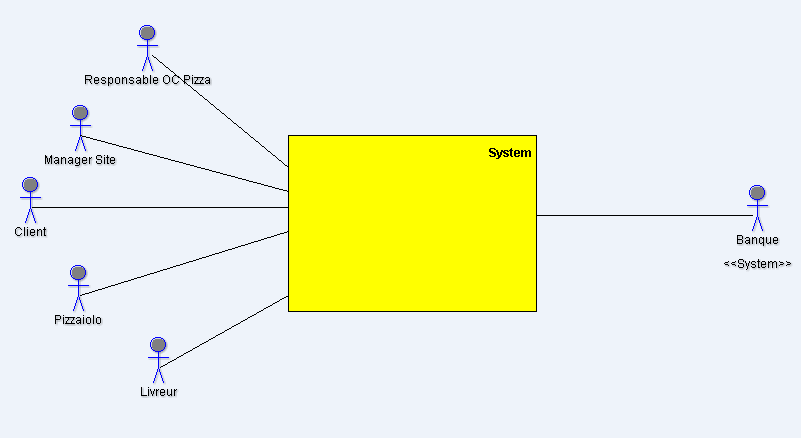 Responsable OC Pizza
System
Manager Site
Client
Banque
<<System>>
Pizzaiolo
Livreur